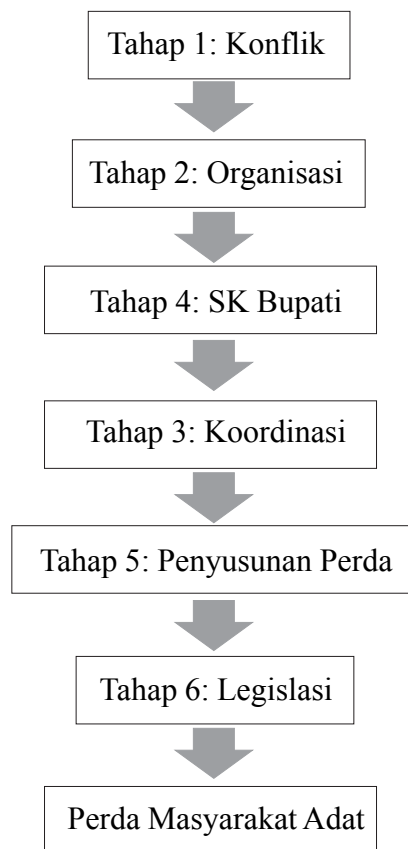 Tahap 1: Konflik
Tahap 2: Organisasi
Tahap 4: SK Bupati
Tahap 3: Koordinasi
Tahap 5: Penyusunan Perda
Tahap 6: Legislasi
Perda Masyarakat Adat